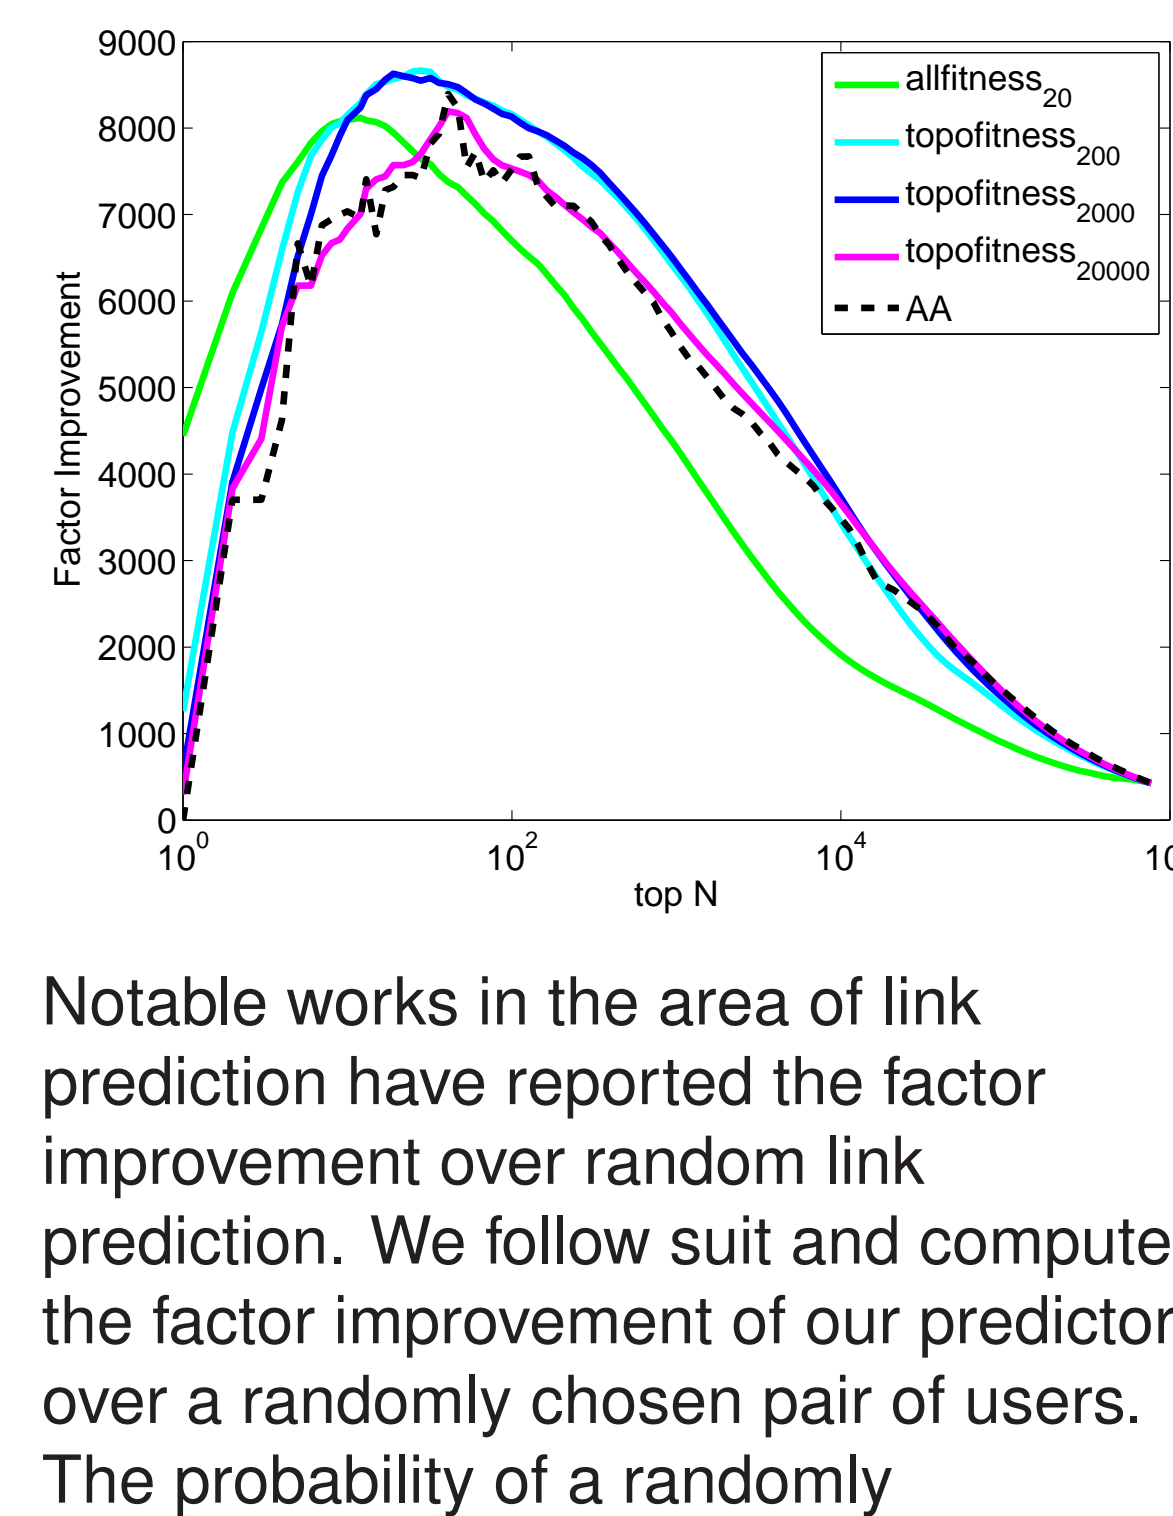 9000
8000
7000
6000
5000
4000
3000
2000
1000
0
Factor Improvement
allfitness20
topofitness200
topofitness2000
topofitness20000
AA
10^0 10^2 10^4
top N
Notable works in the area of link
prediction have reported the factor
improvement over random link
prediction. We follow suit and compute
the factor improvement of our predictor
over a randomly chosen pair of users.
The probability of a randomly